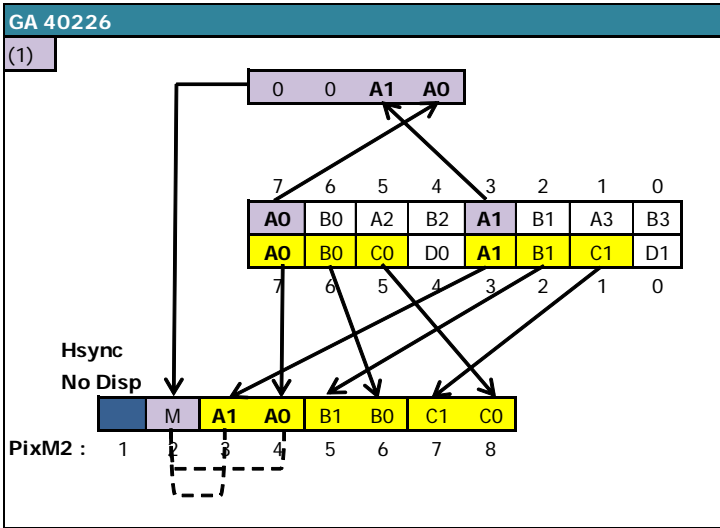 GA 40226
(1)
0 0 A1 A0
7 6 5 4 3 2 1 0
A0 B0 A2 B2 A1 B1 A3 B3
A0 B0 C0 D0 A1 B1 C1 D1
7 6 5 4 3 2 1 0
Hsync
No Disp
M A1 A0 B1 B0 C1 C0
PixM2 : 1 2 3 4 5 6 7 8